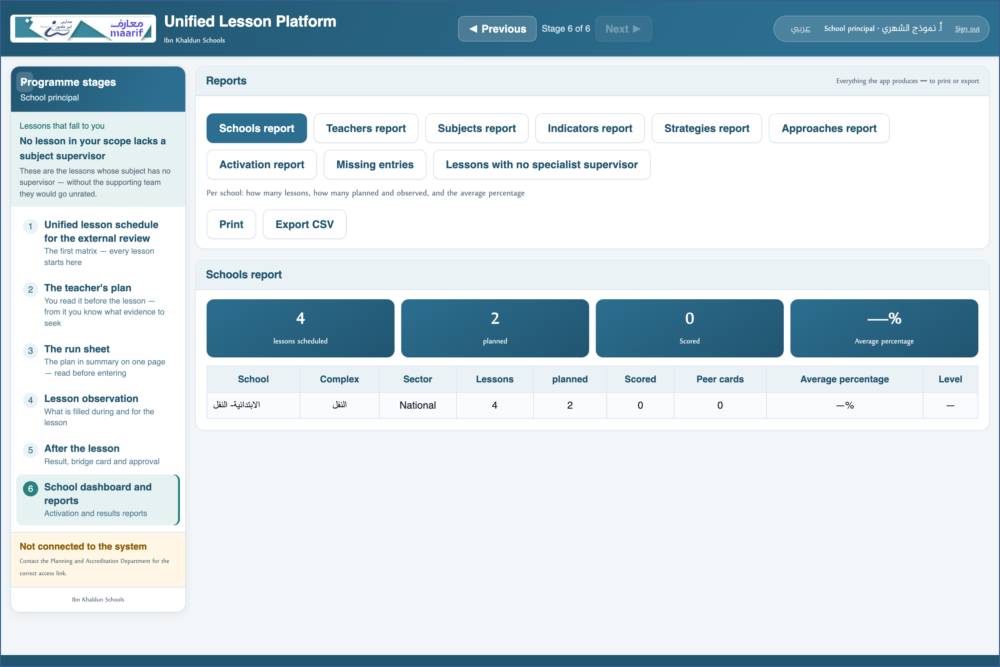 مدارس
ابن خلدون
Ibn Khaldun Schools
معارف
maarif
Unified Lesson Platform
Ibn Khaldun Schools
◀ Previous
Stage 6 of 6
Next ▶
عربي
School principal · أ. نموذج الشهري
Sign out
Programme stages
School principal
Lessons that fall to you
No lesson in your scope lacks a
subject supervisor
These are the lessons whose subject has no
supervisor — without the supporting team
they would go unrated.
1
Unified lesson schedule
for the external review
The first matrix — every lesson
starts here
2
The teacher's plan
You read it before the lesson —
from it you know what evidence to
seek
3
The run sheet
The plan in summary on one page
— read before entering
4
Lesson observation
What is filled during and for the
lesson
5
After the lesson
Result, bridge card and approval
6
School dashboard and
reports
Activation and results reports
Not connected to the system
Contact the Planning and Accreditation Department for the
correct access link.
Ibn Khaldun Schools
Reports
Everything the app produces — to print or export
Schools report
Teachers report
Subjects report
Indicators report
Strategies report
Approaches report
Activation report
Missing entries
Lessons with no specialist supervisor
Per school: how many lessons, how many planned and observed, and the average percentage
Print
Export CSV
Schools report
4
lessons scheduled
2
planned
0
Scored
—%
Average percentage
School Complex Sector Lessons planned Scored Peer cards Average percentage Level
الابتدائية- النفل النفل National 4 2 0 0 —% —